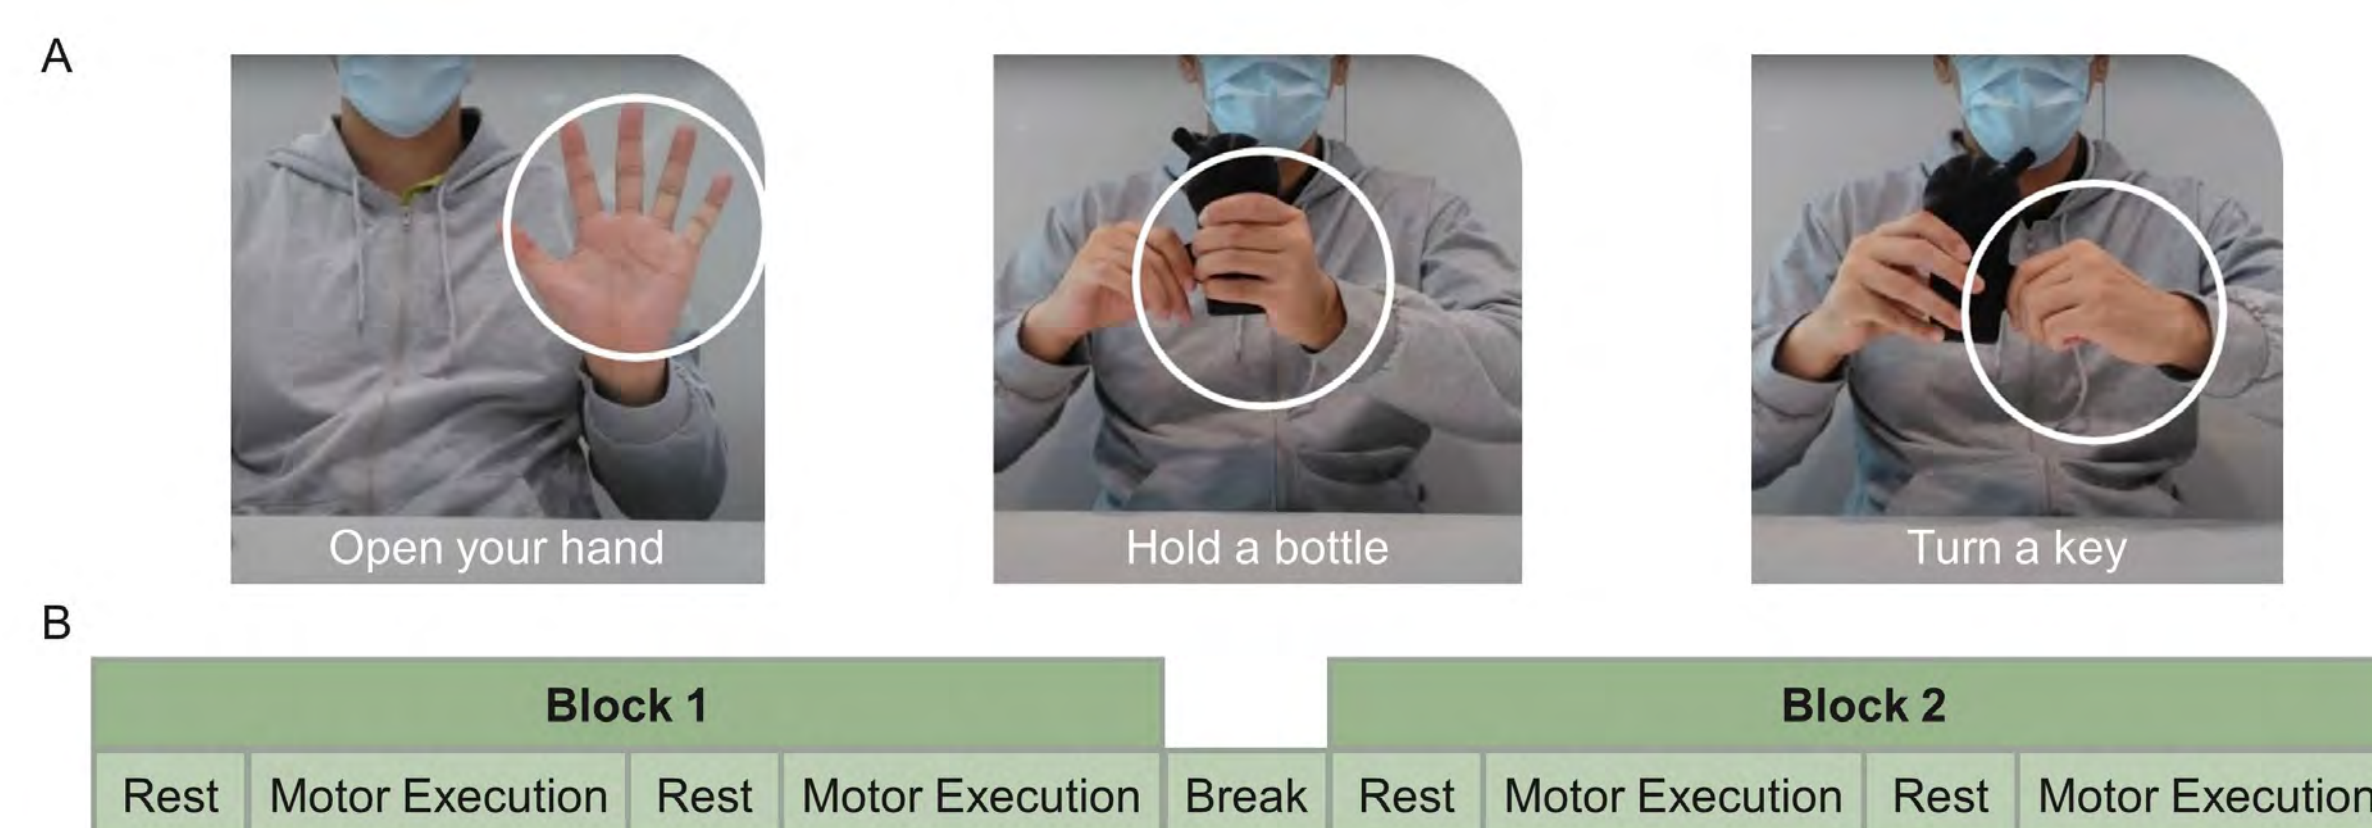 A
Open your hand
Hold a bottle
Turn a key
B
Block 1
Block 2
Rest
Motor Execution
Rest
Motor Execution
Break
Rest
Motor Execution
Rest
Motor Execution